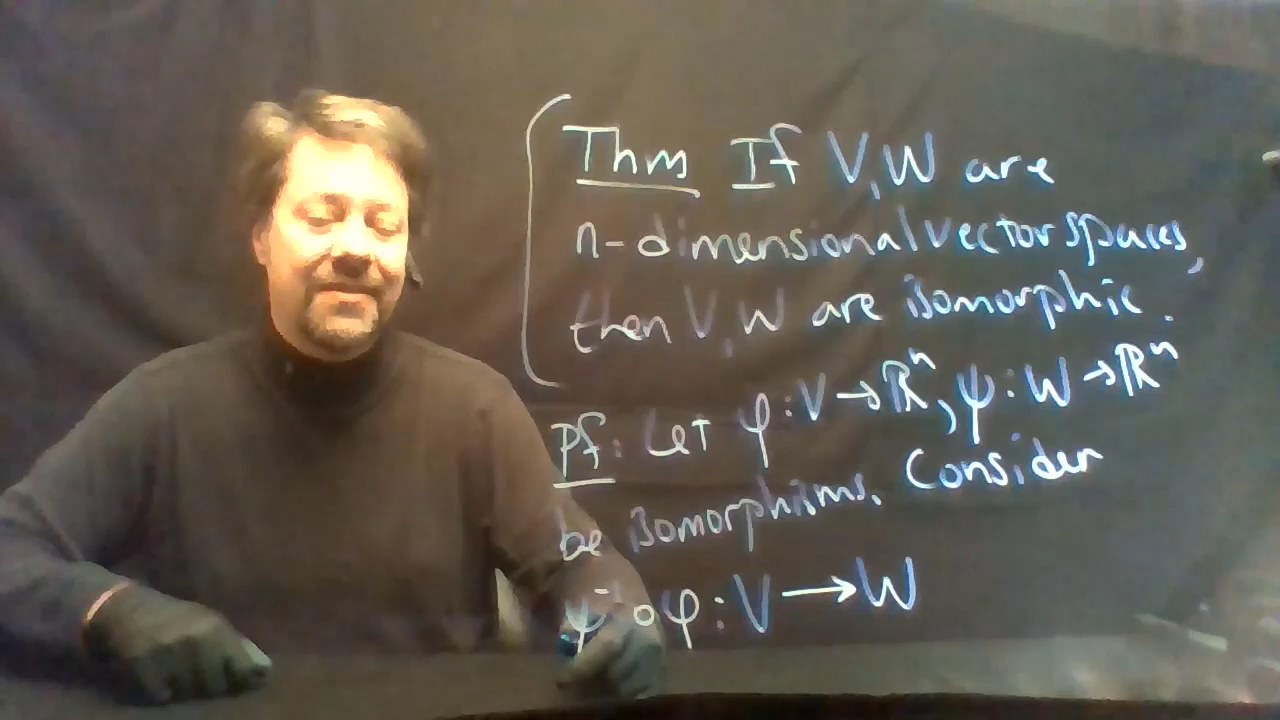 Thm If V, W are
n-dimensional vector spaces,
then V, W are isomorphic.
Pf: Let φ: V → ℝⁿ, ψ: W → ℝⁿ
be isomorphisms. Consider
ψ⁻¹ ∘ φ : V ⟶ W